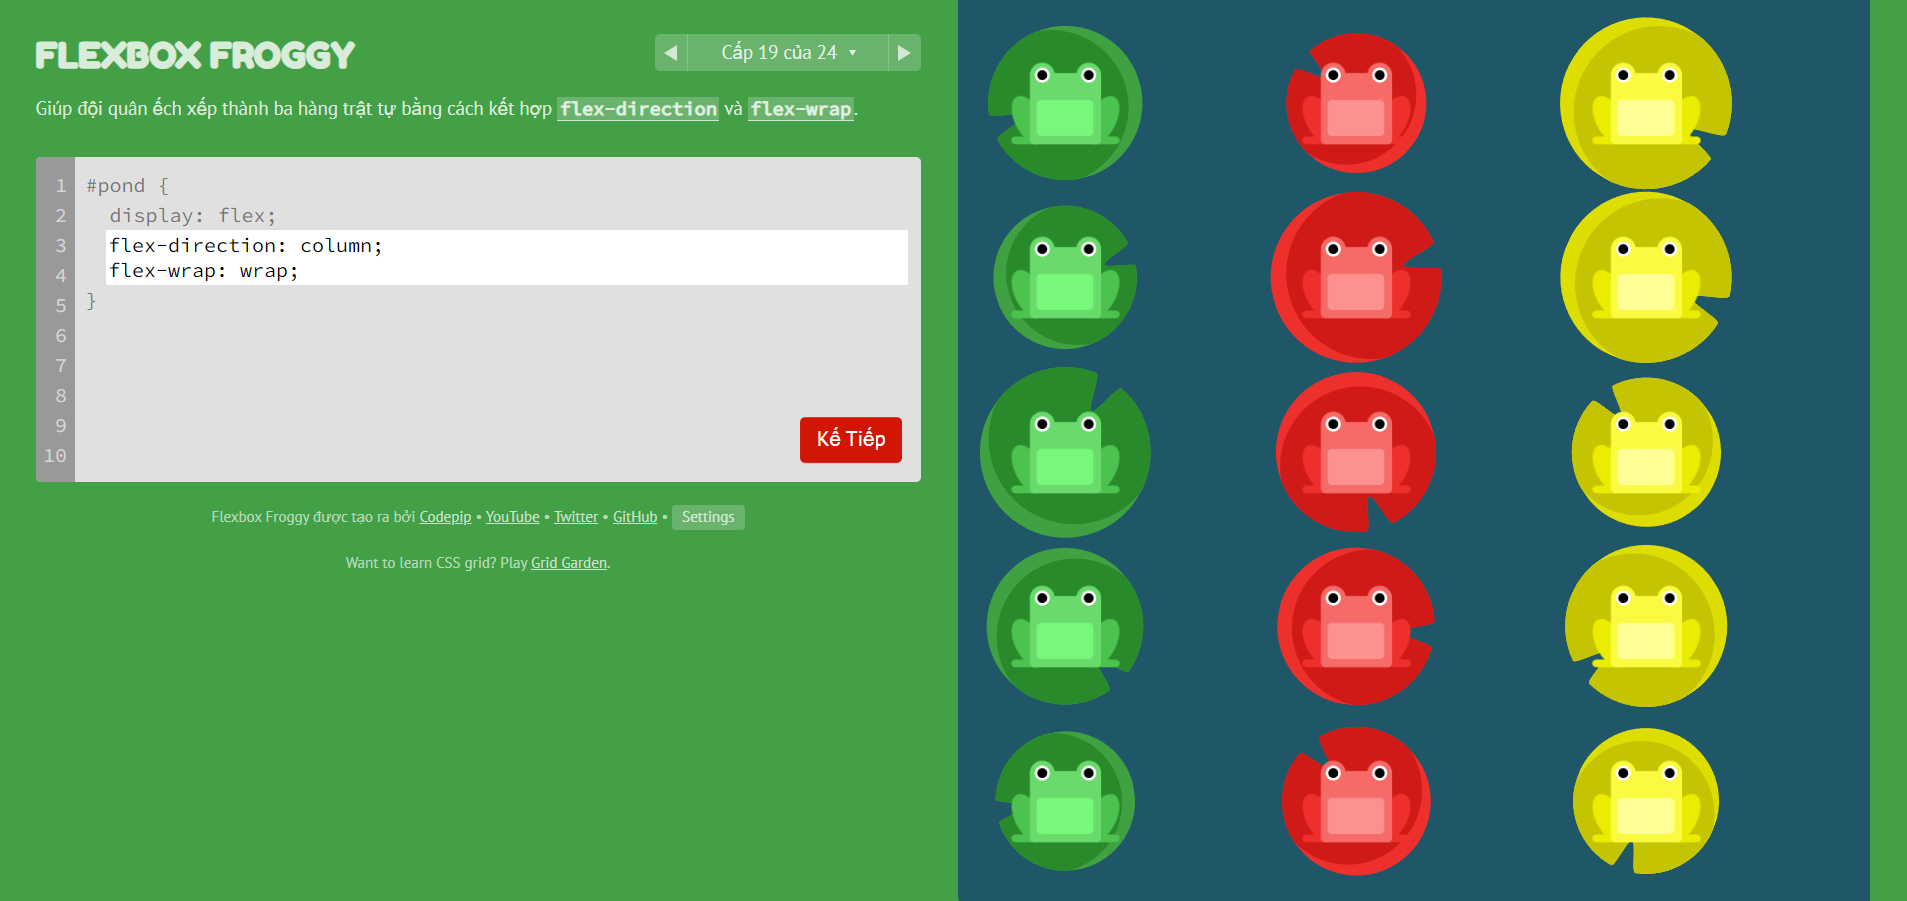 FLEXBOX FROGGY
Cấp 19 của 24
Giúp đội quân ếch xếp thành ba hàng trật tự bằng cách kết hợp flex-direction và flex-wrap.
1 #pond {
2 display: flex;
3 flex-direction: column;
4 flex-wrap: wrap;
5 }
6
7
8
9
10
Kế Tiếp
Flexbox Froggy được tạo ra bởi Codepip • YouTube • Twitter • GitHub • Settings
Want to learn CSS grid? Play Grid Garden.